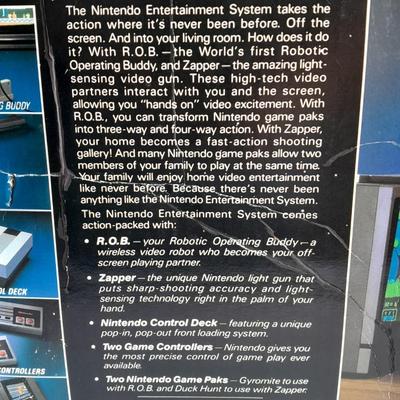 The Nintendo Entertainment System takes the
action where it's never been before. Off the
screen. And into your living room. How does it do
it? With R.O.B. — the World's first Robotic
Operating Buddy, and Zapper — the amazing light-
sensing video gun. These high-tech video
partners interact with you and the screen,
allowing you "hands on" video excitement. With
R.O.B., you can transform Nintendo game paks
into three-way and four-way action. With Zapper,
your home becomes a fast-action shooting
gallery! And many Nintendo game paks allow two
members of your family to play at the same time.
Your family will enjoy home video entertainment
like never before. Because there's never been
anything like the Nintendo Entertainment System.
The Nintendo Entertainment System comes
action-packed with:
• R.O.B. — your Robotic Operating Buddy — a
wireless video robot who becomes your off-
screen playing partner.
• Zapper — the unique Nintendo light gun that
puts sharp-shooting accuracy and light-
sensing technology right in the palm of your
hand.
• Nintendo Control Deck — featuring a unique
pop-in, pop-out front loading system.
• Two Game Controllers — Nintendo gives you
the most precise control of game play ever
available.
• Two Nintendo Game Paks — Gyromite to use
with R.O.B. and Duck Hunt to use with Zapper.
G BUDDY
OL DECK
CONTROLLERS